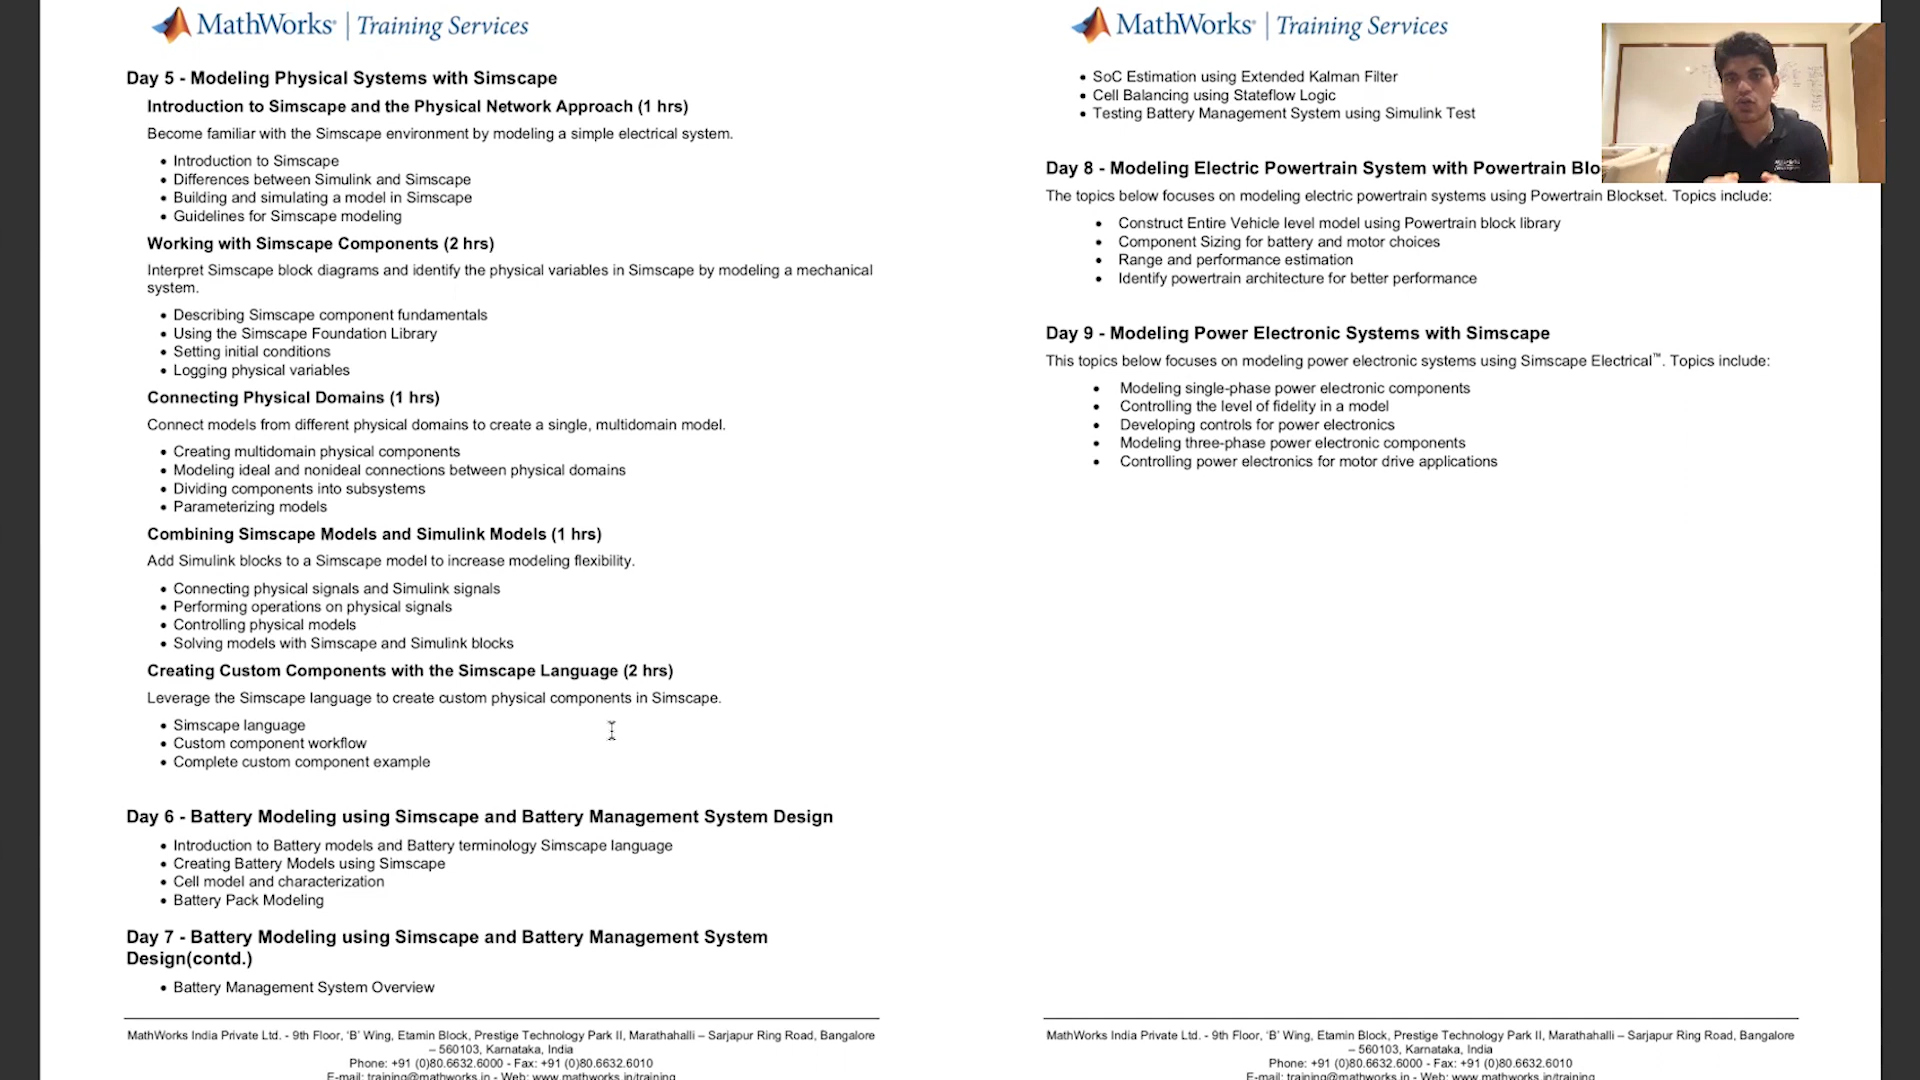 MathWorks® | Training Services
Day 5 - Modeling Physical Systems with Simscape
Introduction to Simscape and the Physical Network Approach (1 hrs)
Become familiar with the Simscape environment by modeling a simple electrical system.
• Introduction to Simscape
• Differences between Simulink and Simscape
• Building and simulating a model in Simscape
• Guidelines for Simscape modeling
Working with Simscape Components (2 hrs)
Interpret Simscape block diagrams and identify the physical variables in Simscape by modeling a mechanical
system.
• Describing Simscape component fundamentals
• Using the Simscape Foundation Library
• Setting initial conditions
• Logging physical variables
Connecting Physical Domains (1 hrs)
Connect models from different physical domains to create a single, multidomain model.
• Creating multidomain physical components
• Modeling ideal and nonideal connections between physical domains
• Dividing components into subsystems
• Parameterizing models
Combining Simscape Models and Simulink Models (1 hrs)
Add Simulink blocks to a Simscape model to increase modeling flexibility.
• Connecting physical signals and Simulink signals
• Performing operations on physical signals
• Controlling physical models
• Solving models with Simscape and Simulink blocks
Creating Custom Components with the Simscape Language (2 hrs)
Leverage the Simscape language to create custom physical components in Simscape.
• Simscape language
• Custom component workflow
• Complete custom component example
Day 6 - Battery Modeling using Simscape and Battery Management System Design
• Introduction to Battery models and Battery terminology Simscape language
• Creating Battery Models using Simscape
• Cell model and characterization
• Battery Pack Modeling
Day 7 - Battery Modeling using Simscape and Battery Management System
Design(contd.)
• Battery Management System Overview
MathWorks India Private Ltd. - 9th Floor, ‘B’ Wing, Etamin Block, Prestige Technology Park II, Marathahalli – Sarjapur Ring Road, Bangalore
– 560103, Karnataka, India
Phone: +91 (0)80.6632.6000 - Fax: +91 (0)80.6632.6010
E-mail: training@mathworks.in - Web: www.mathworks.in/training
MathWorks® | Training Services
• SoC Estimation using Extended Kalman Filter
• Cell Balancing using Stateflow Logic
• Testing Battery Management System using Simulink Test
Day 8 - Modeling Electric Powertrain System with Powertrain Blo
The topics below focuses on modeling electric powertrain systems using Powertrain Blockset. Topics include:
• Construct Entire Vehicle level model using Powertrain block library
• Component Sizing for battery and motor choices
• Range and performance estimation
• Identify powertrain architecture for better performance
Day 9 - Modeling Power Electronic Systems with Simscape
This topics below focuses on modeling power electronic systems using Simscape Electrical™. Topics include:
• Modeling single-phase power electronic components
• Controlling the level of fidelity in a model
• Developing controls for power electronics
• Modeling three-phase power electronic components
• Controlling power electronics for motor drive applications
MathWorks India Private Ltd. - 9th Floor, ‘B’ Wing, Etamin Block, Prestige Technology Park II, Marathahalli – Sarjapur Ring Road, Bangalore
– 560103, Karnataka, India
Phone: +91 (0)80.6632.6000 - Fax: +91 (0)80.6632.6010
E-mail: training@mathworks.in - Web: www.mathworks.in/training